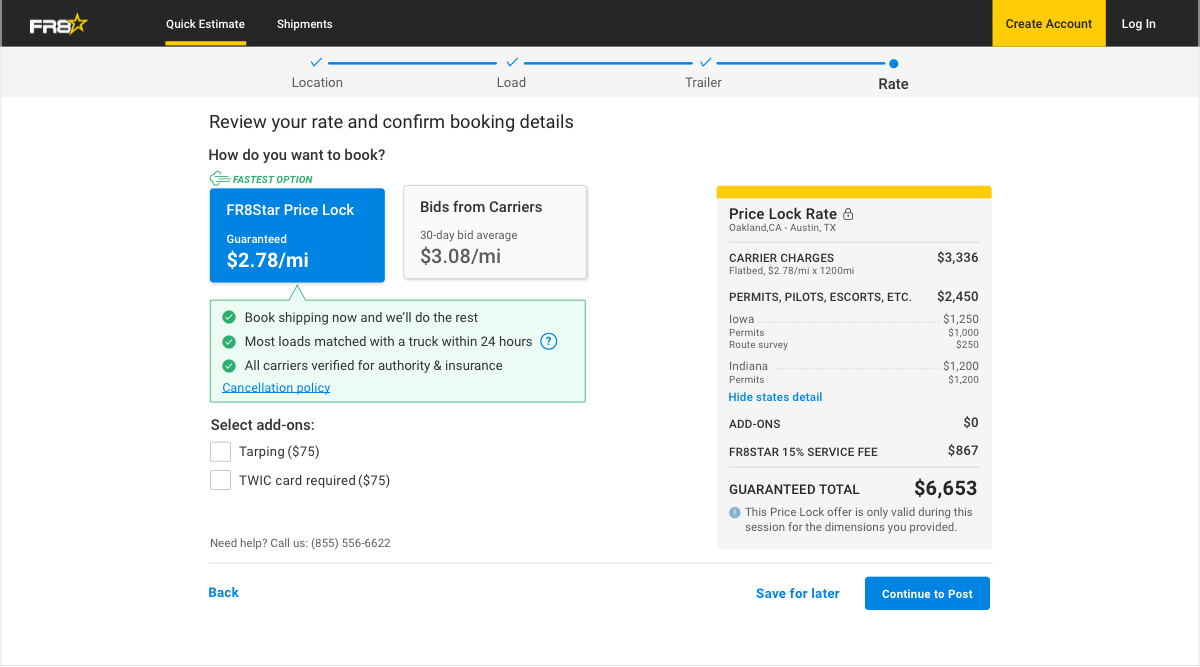 FR8
Quick Estimate
Shipments
Create Account
Log In
Location
Load
Trailer
Rate
Review your rate and confirm booking details
How do you want to book?
FASTEST OPTION
FR8Star Price Lock
Guaranteed
$2.78/mi
Bids from Carriers
30-day bid average
$3.08/mi
Book shipping now and we'll do the rest
Most loads matched with a truck within 24 hours ?
All carriers verified for authority & insurance
Cancellation policy
Select add-ons:
Tarping ($75)
TWIC card required ($75)
Need help? Call us: (855) 556-6622
Price Lock Rate
Oakland,CA - Austin, TX
CARRIER CHARGES $3,336
Flatbed, $2.78/mi x 1200mi
PERMITS, PILOTS, ESCORTS, ETC. $2,450
Iowa $1,250
Permits $1,000
Route survey $250
Indiana $1,200
Permits $1,200
Hide states detail
ADD-ONS $0
FR8STAR 15% SERVICE FEE $867
GUARANTEED TOTAL $6,653
! This Price Lock offer is only valid during this
session for the dimensions you provided.
Back
Save for later
Continue to Post